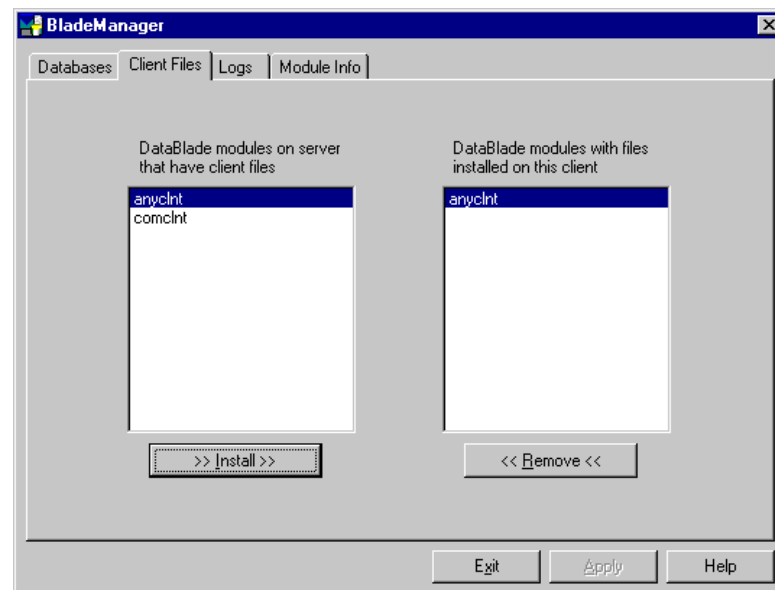 BladeManager
Databases Client Files Logs Module Info
DataBlade modules on server
that have client files
anyclnt
comclnt
>> Install >>
DataBlade modules with files
installed on this client
anyclnt
<< Remove <<
Exit Apply Help